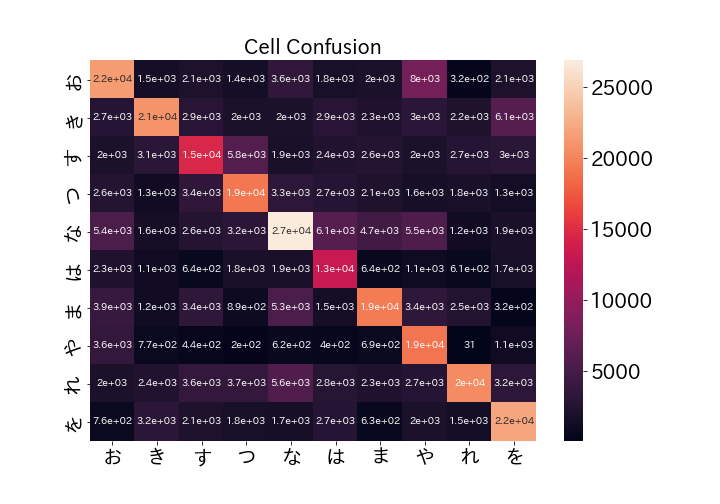 Cell Confusion
お 2.2e+04 1.5e+03 2.1e+03 1.4e+03 3.6e+03 1.8e+03 2e+03 8e+03 3.2e+02 2.1e+03
き 2.7e+03 2.1e+04 2.9e+03 2e+03 2e+03 2.9e+03 2.3e+03 3e+03 2.2e+03 6.1e+03
す 2e+03 3.1e+03 1.5e+04 5.8e+03 1.9e+03 2.4e+03 2.6e+03 2e+03 2.7e+03 3e+03
つ 2.6e+03 1.3e+03 3.4e+03 1.9e+04 3.3e+03 2.7e+03 2.1e+03 1.6e+03 1.8e+03 1.3e+03
な 5.4e+03 1.6e+03 2.6e+03 3.2e+03 2.7e+04 6.1e+03 4.7e+03 5.5e+03 1.2e+03 1.9e+03
は 2.3e+03 1.1e+03 6.4e+02 1.8e+03 1.9e+03 1.3e+04 6.4e+02 1.1e+03 6.1e+02 1.7e+03
ま 3.9e+03 1.2e+03 3.4e+03 8.9e+02 5.3e+03 1.5e+03 1.9e+04 3.4e+03 2.5e+03 3.2e+02
や 3.6e+03 7.7e+02 4.4e+02 2e+02 6.2e+02 4e+02 6.9e+02 1.9e+04 31 1.1e+03
れ 2e+03 2.4e+03 3.6e+03 3.7e+03 5.6e+03 2.8e+03 2.3e+03 2.7e+03 2e+04 3.2e+03
を 7.6e+02 3.2e+03 2.1e+03 1.8e+03 1.7e+03 2.7e+03 6.3e+02 2e+03 1.5e+03 2.2e+04
お き す つ な は ま や れ を
25000
20000
15000
10000
5000